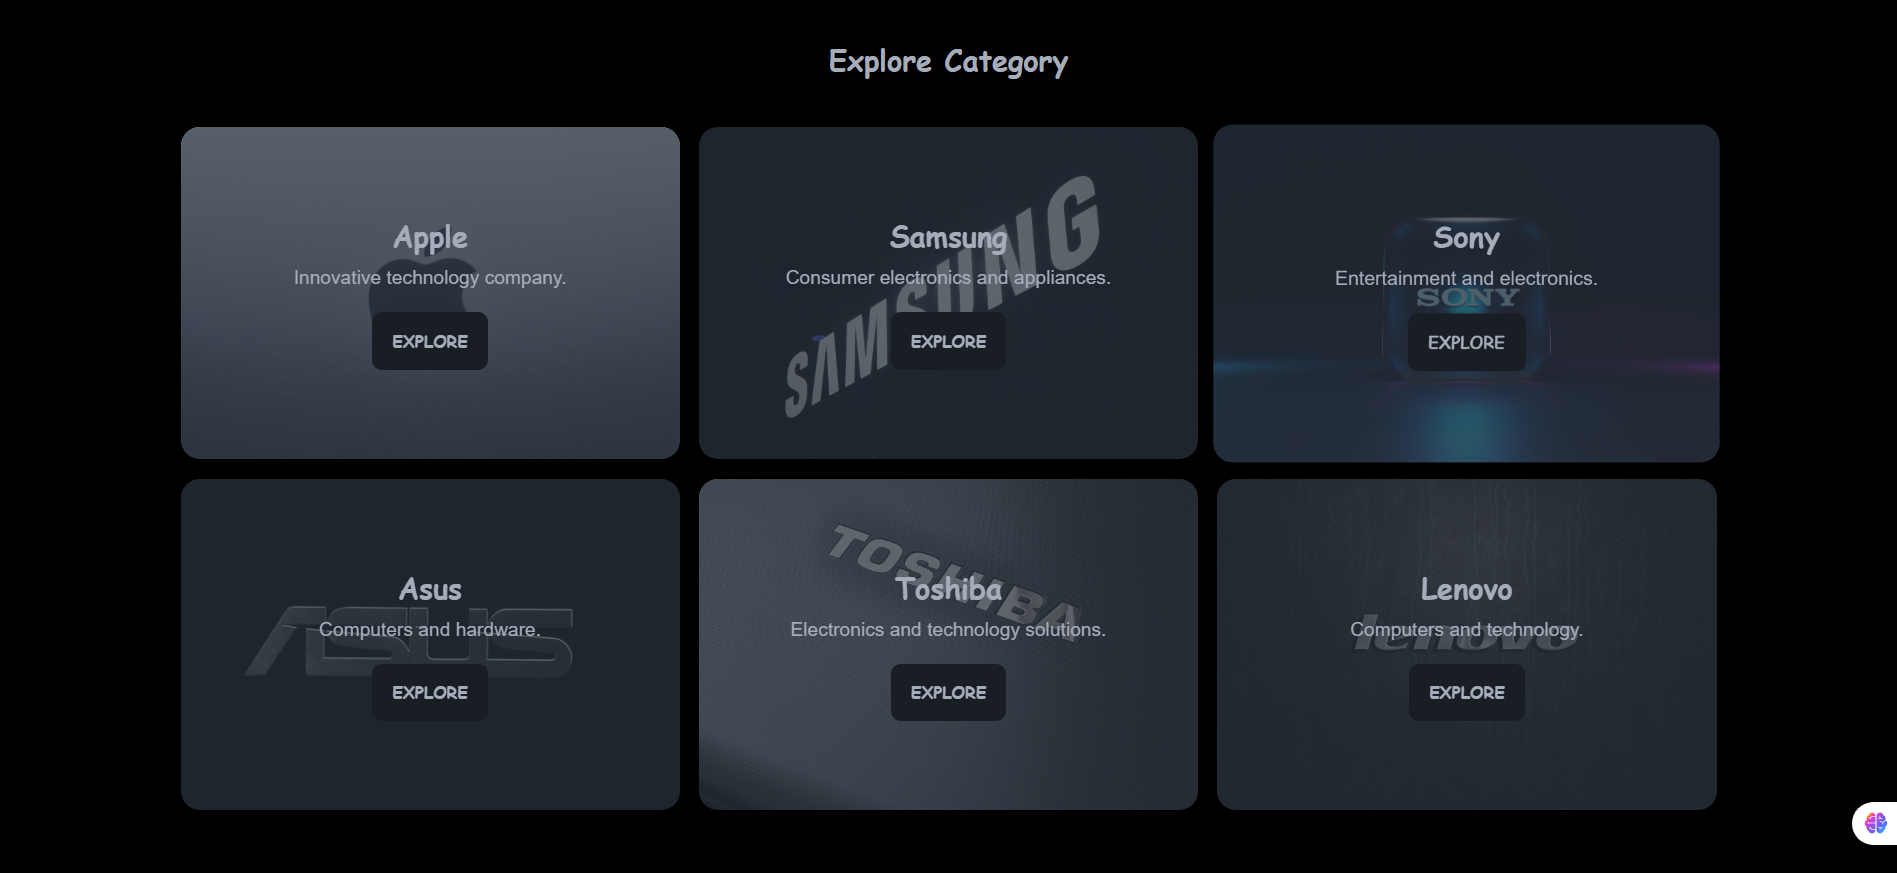 Explore Category
Apple
Innovative technology company.
EXPLORE
Samsung
Consumer electronics and appliances.
SAMSUNG
EXPLORE
Sony
Entertainment and electronics.
SONY
EXPLORE
Asus
Computers and hardware.
ASUS
EXPLORE
TOSHIBA
Toshiba
Electronics and technology solutions.
EXPLORE
Lenovo
Computers and technology.
lenovo
EXPLORE